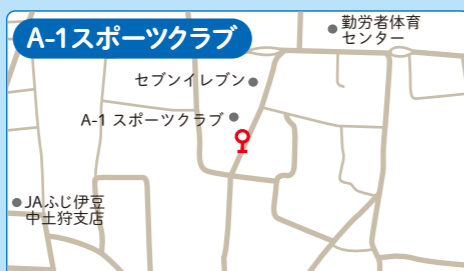 A-1スポーツクラブ
勤労者体育
センター
セブンイレブン
A-1 スポーツクラブ
JAふじ伊豆
中土狩支店